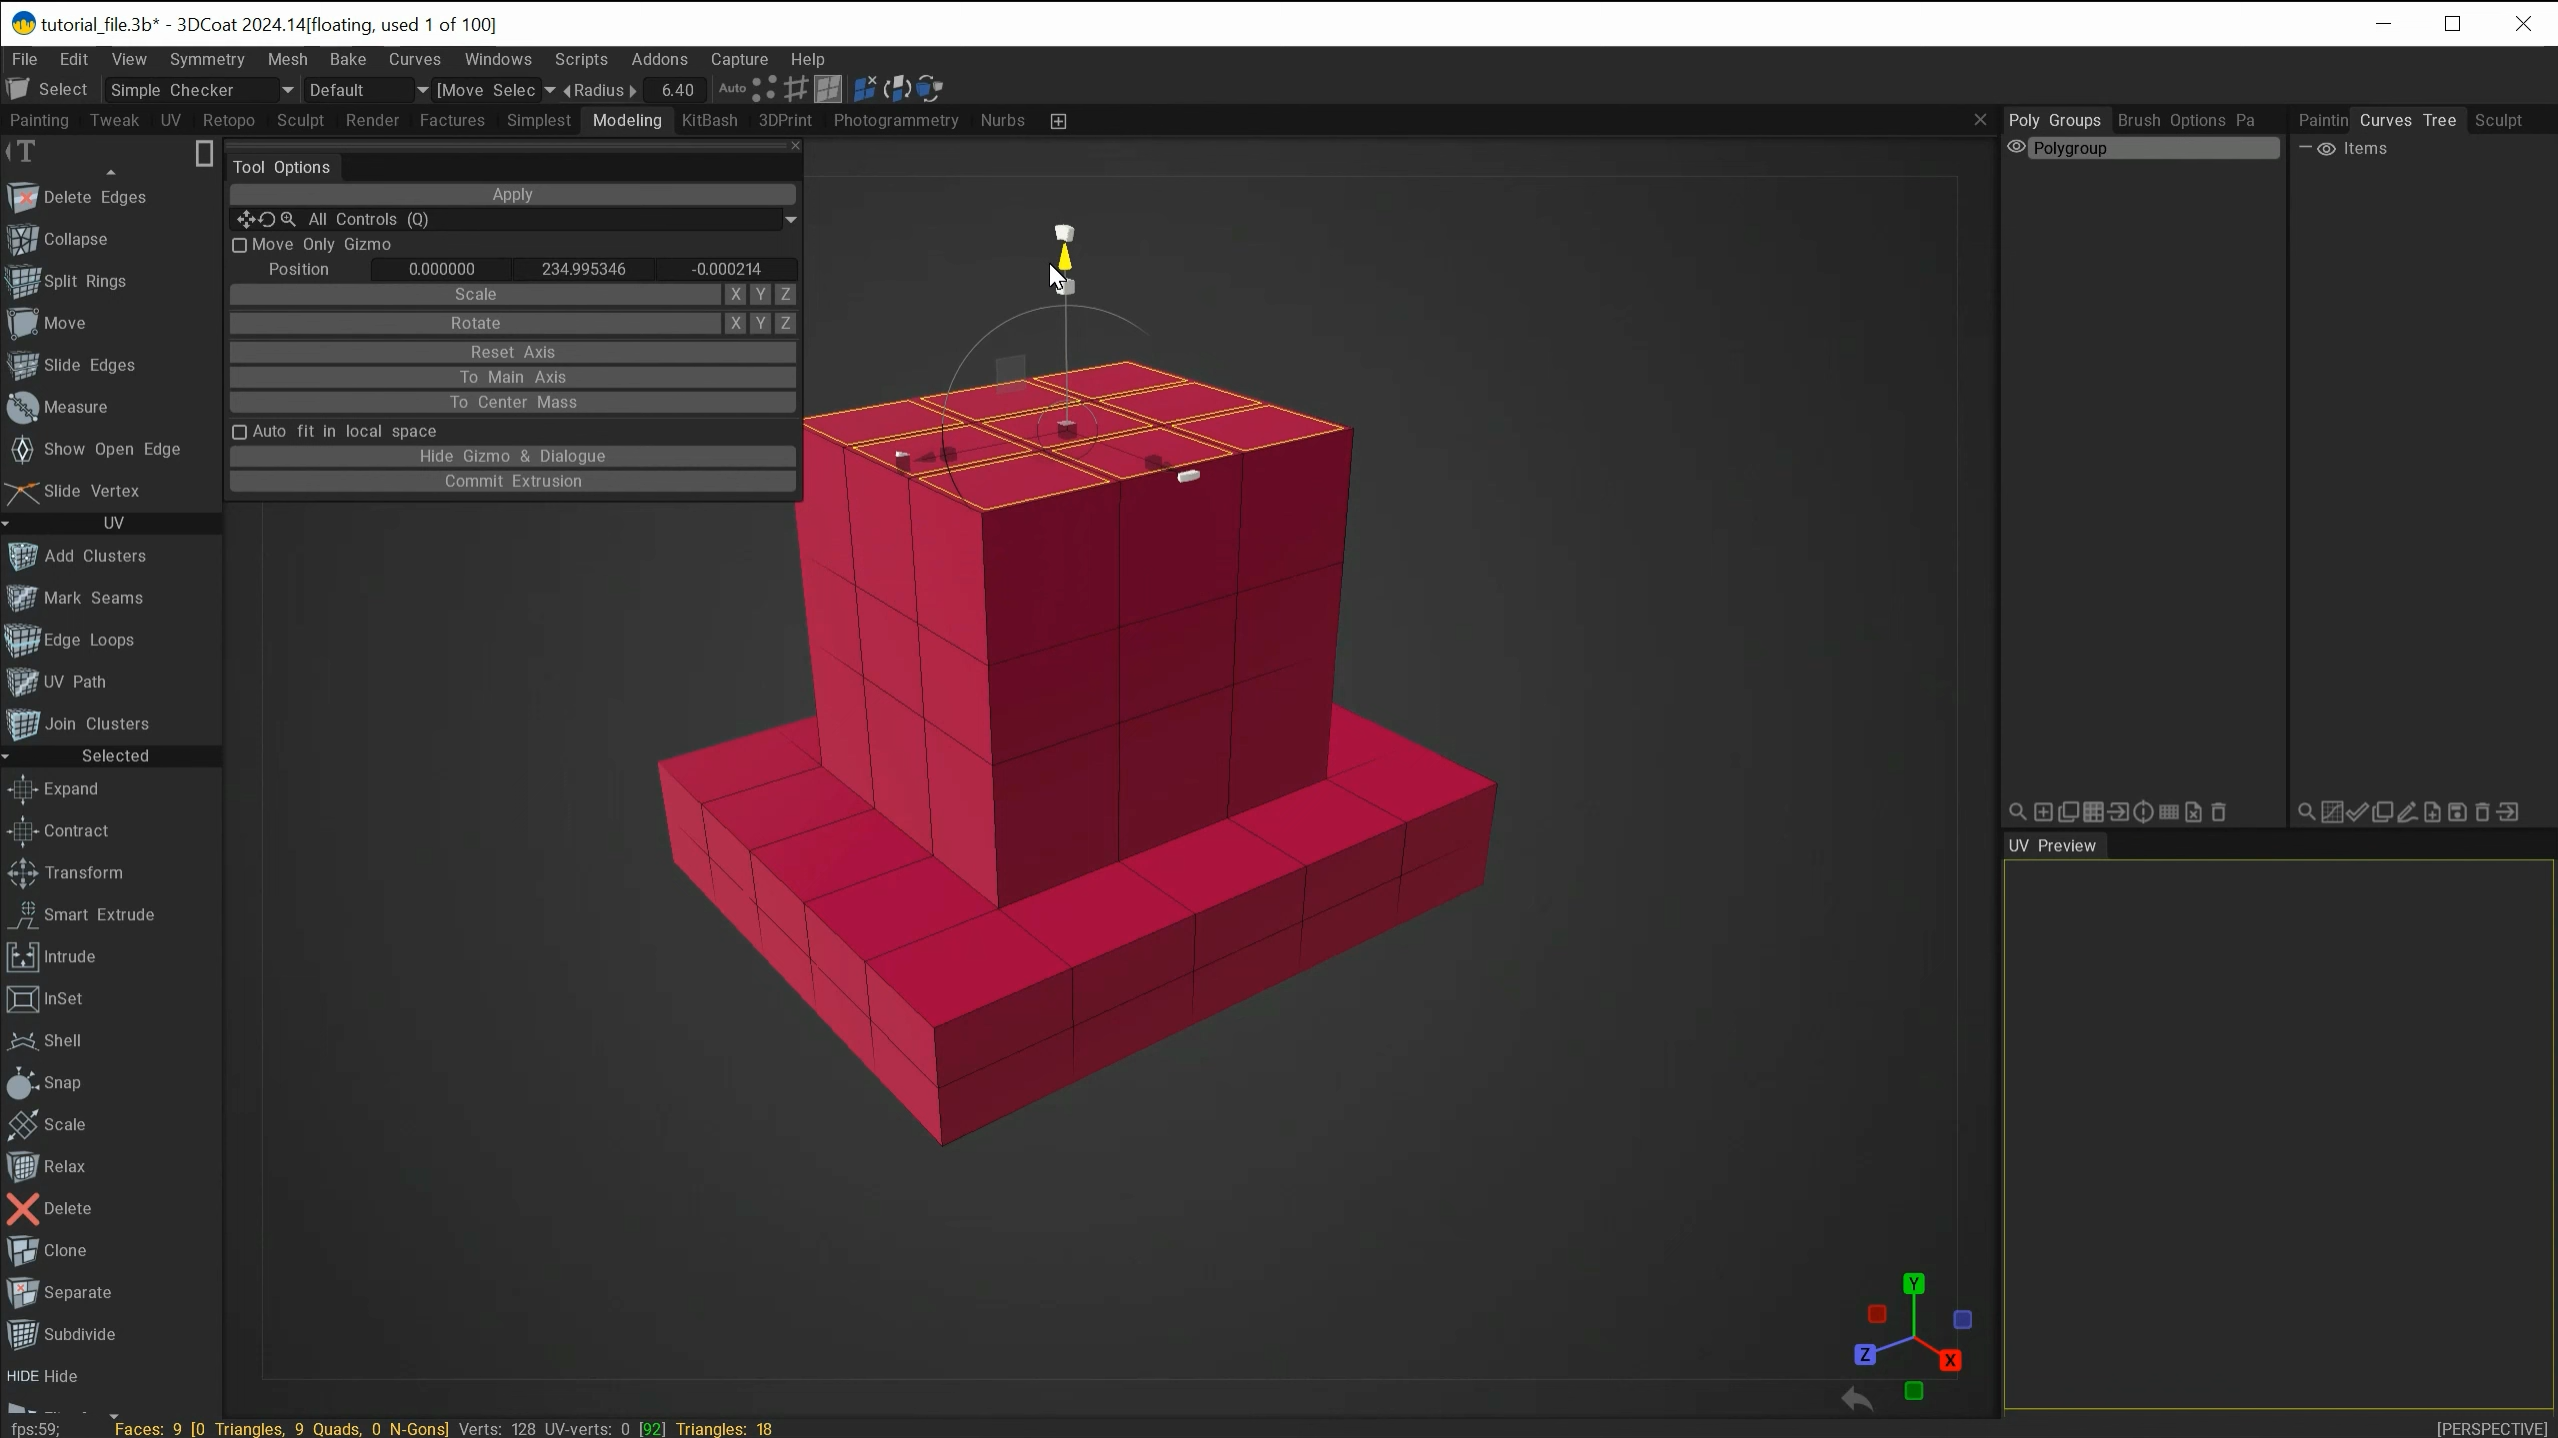 tutorial_file.3b* - 3DCoat 2024.14[floating, used 1 of 100]
File Edit View Symmetry Mesh Bake Curves Windows Scripts Addons Capture Help
Select Simple Checker Default [Move Selec Radius 6.40 Auto
Painting Tweak UV Retopo Sculpt Render Factures Simplest Modeling KitBash 3DPrint Photogrammetry Nurbs
Poly Groups Brush Options Pa
Paintin Curves Tree Sculpt
Polygroup
Items
T
Delete Edges
Collapse
Split Rings
Move
Slide Edges
Measure
Show Open Edge
Slide Vertex
UV
Add Clusters
Mark Seams
Edge Loops
UV Path
Join Clusters
Selected
Expand
Contract
Transform
Smart Extrude
Intrude
InSet
Shell
Snap
Scale
Relax
Delete
Clone
Separate
Subdivide
HIDE Hide
Tool Options
Apply
All Controls (Q)
Move Only Gizmo
Position 0.000000 234.995346 -0.000214
Scale X Y Z
Rotate X Y Z
Reset Axis
To Main Axis
To Center Mass
Auto fit in local space
Hide Gizmo & Dialogue
Commit Extrusion
UV Preview
Y
Z
X
fps:59; Faces: 9 [0 Triangles, 9 Quads, 0 N-Gons] Verts: 128 UV-verts: 0 [92] Triangles: 18
[PERSPECTIVE]